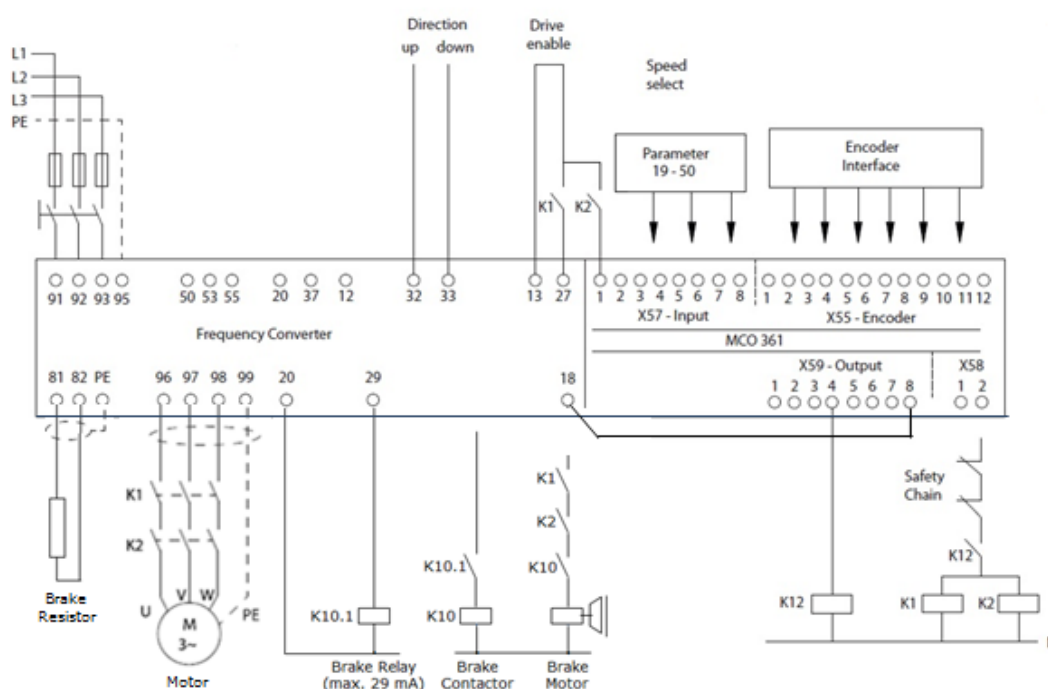 Direction
up down
Drive
enable
Speed
select
L1
L2
L3
PE
Parameter
19 - 50
Encoder
Interface
K1 K2
91 92 93 95 50 53 55 20 37 12 32 33 13 27 1 2 3 4 5 6 7 8 1 2 3 4 5 6 7 8 9 10 11 12
X57 - Input X55 - Encoder
Frequency Converter
MCO 361
X59 - Output X58
81 82 PE 96 97 98 99 20 29 18
1 2 3 4 5 6 7 8 1 2
Safety
Chain
K1 K1
K2 K2
K10.1 K10 K12
U V W PE
M
3~
K10.1 K10 K12 K1 K2
Brake
Resistor
Motor
Brake Relay
(max. 29 mA)
Brake
Contactor
Brake
Motor